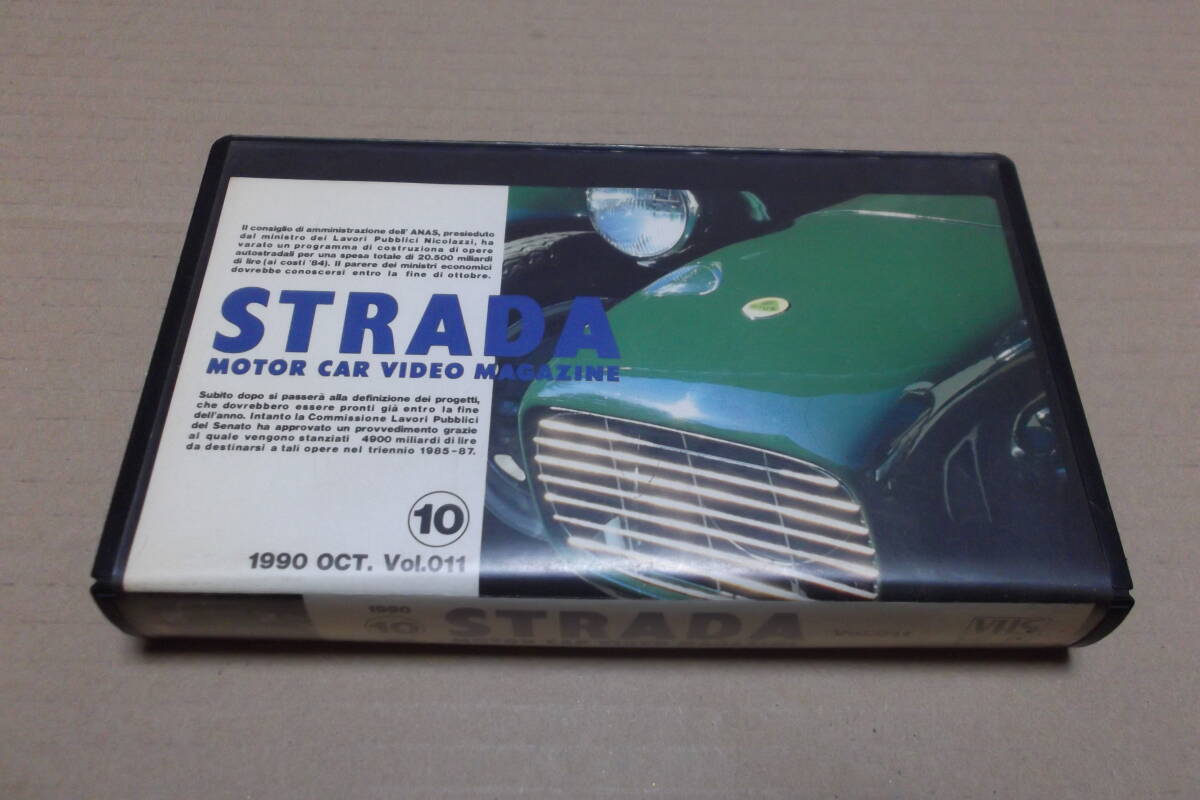 Il consiglio di amministrazione dell' ANAS, presieduto
dal ministro dei Lavori Pubblici Nicolazzi, ha
varato un programma di costruzione di opere
autostradali per una spesa totale di 20.500 miliardi
di lire (ai costi '84). Il parere dei ministri economici
dovrebbe conoscersi entro la fine di ottobre.
STRADA
MOTOR CAR VIDEO MAGAZINE
Subito dopo si passerà alla definizione dei progetti,
che dovrebbero essere pronti già entro la fine
dell'anno. Intanto la Commissione Lavori Pubblici
del Senato ha approvato un provvedimento grazie
al quale vengono stanziati 4900 miliardi di lire
da destinarsi a tali opere nel triennio 1985-87.
10
1990 OCT. Vol.011
1990
10
STRADA
VHS